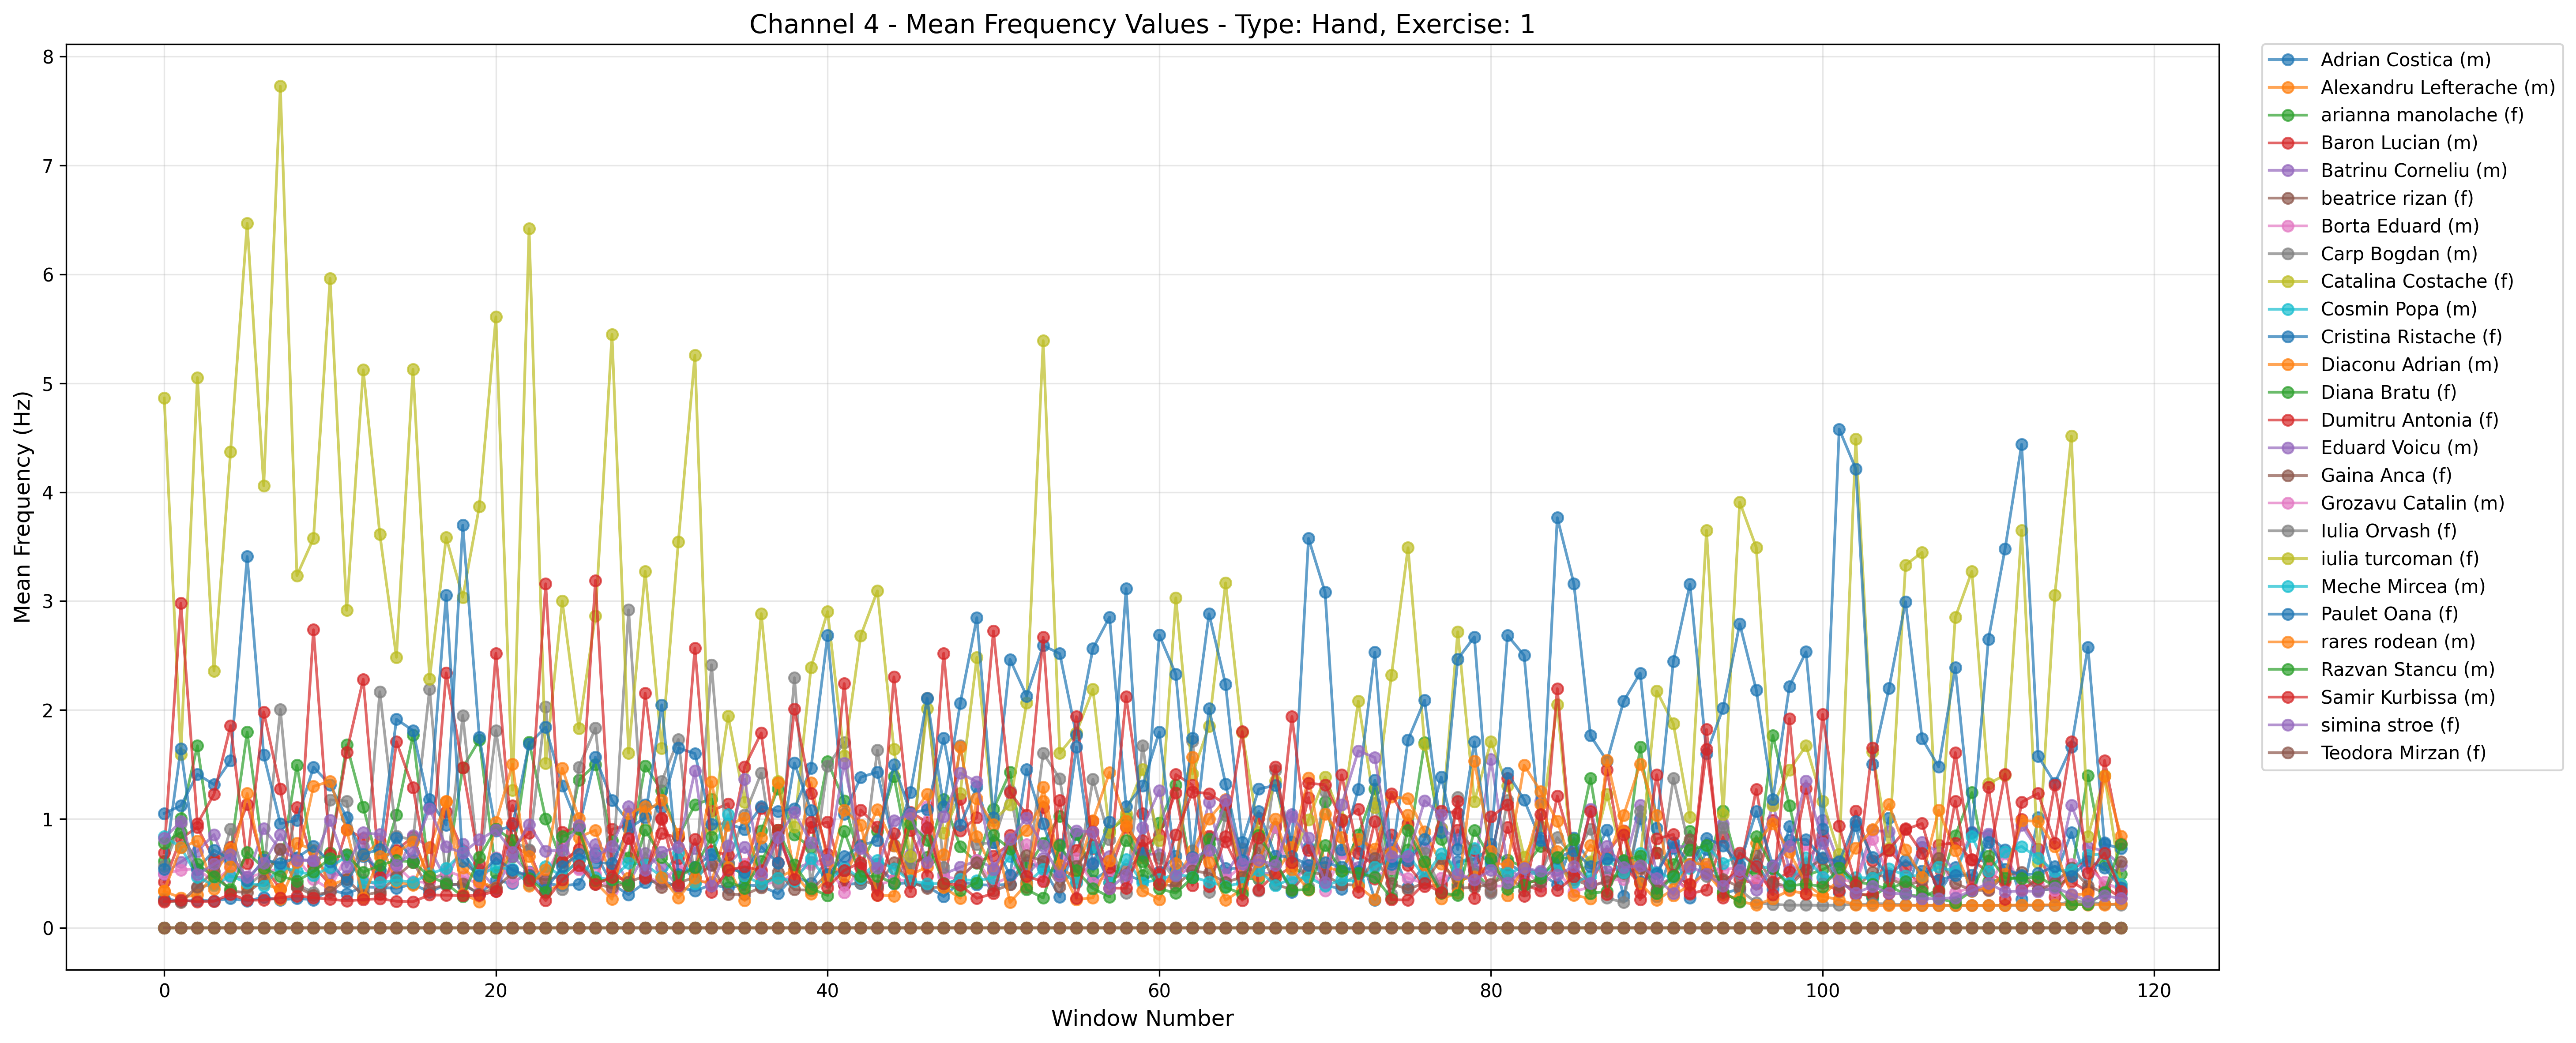 Channel 4 - Mean Frequency Values - Type: Hand, Exercise: 1
8
7
6
5
4
3
2
1
0
Mean Frequency (Hz)
0
20
40
60
80
100
120
Window Number
Adrian Costica (m)
Alexandru Lefterache (m)
arianna manolache (f)
Baron Lucian (m)
Batrinu Corneliu (m)
beatrice rizan (f)
Borta Eduard (m)
Carp Bogdan (m)
Catalina Costache (f)
Cosmin Popa (m)
Cristina Ristache (f)
Diaconu Adrian (m)
Diana Bratu (f)
Dumitru Antonia (f)
Eduard Voicu (m)
Gaina Anca (f)
Grozavu Catalin (m)
Iulia Orvash (f)
iulia turcoman (f)
Meche Mircea (m)
Paulet Oana (f)
rares rodean (m)
Razvan Stancu (m)
Samir Kurbissa (m)
simina stroe (f)
Teodora Mirzan (f)